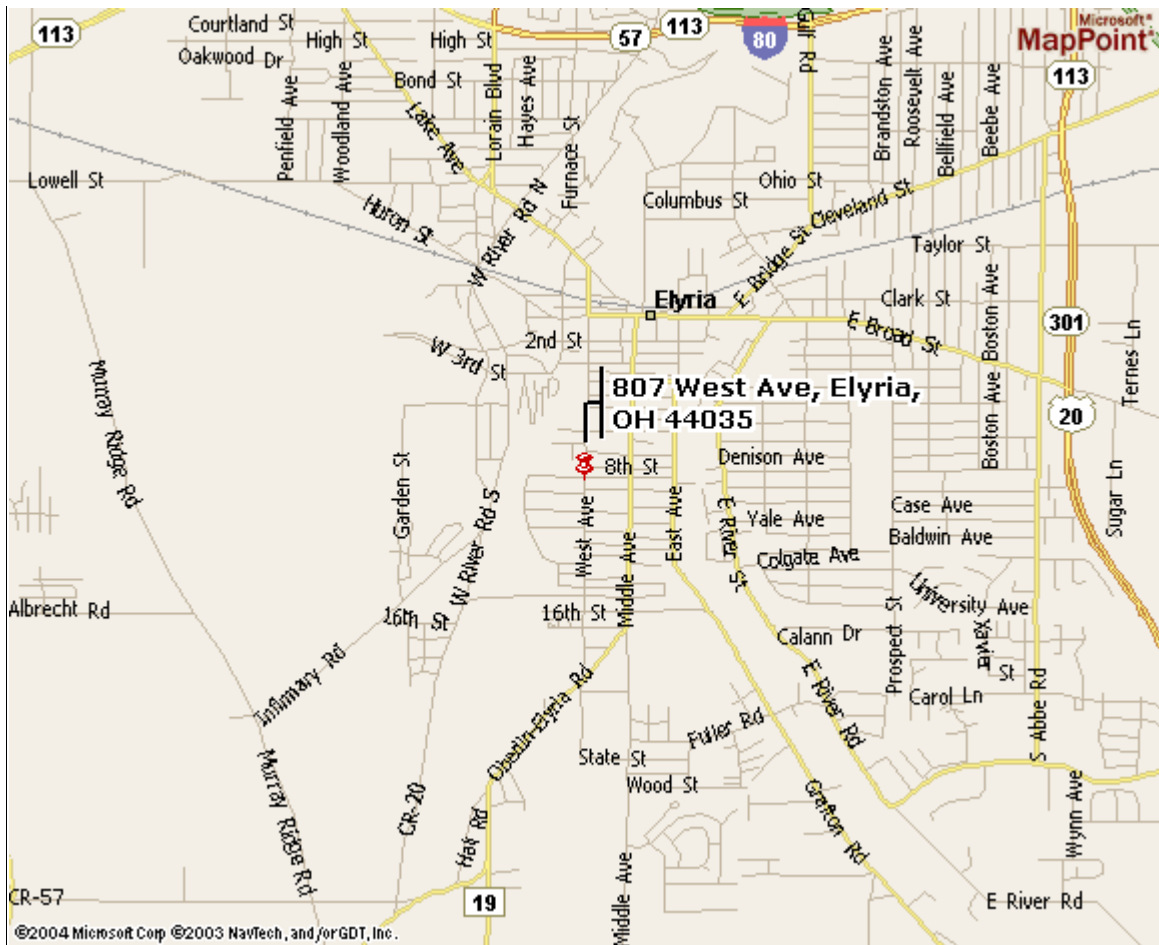 113
Courtland St
Oakwood Dr
High St
High St
Bond St
57
113
80
Gulf Rd
Microsoft®
MapPoint®
113
Penfield Ave
Woodland Ave
Lake Ave
Lorain Blvd
Hayes Ave
Furnace St
Brandston Ave
Roosevelt Ave
Bellfield Ave
Beebe Ave
Lowell St
Huron St
W River Rd N
Columbus St
Ohio St
E Bridge St
Cleveland St
Taylor St
Elyria
Clark St
Boston Ave
E Broad St
301
Ternes Ln
2nd St
W 3rd St
807 West Ave, Elyria,
OH 44035
20
Murray Ridge Rd
Boston Ave
8th St
Denison Ave
Garden St
W River Rd S
West Ave
Middle Ave
East Ave
E River St
Yale Ave
Case Ave
Baldwin Ave
Sugar Ln
Colgate Ave
University Ave
Albrecht Rd
16th St
16th St
Calann Dr
Prospect St
Xavier
St
Infirmary Rd
Carol Ln
S Abbe Rd
Oberlin Elyria Rd
E River Rd
Fuller Rd
State St
Wood St
Murray Ridge Rd
CR-20
Hay Rd
Grafton Rd
Wynn Ave
CR-57
19
Middle Ave
E River Rd
©2004 Microsoft Corp ©2003 NavTech, and/or GDT, Inc.